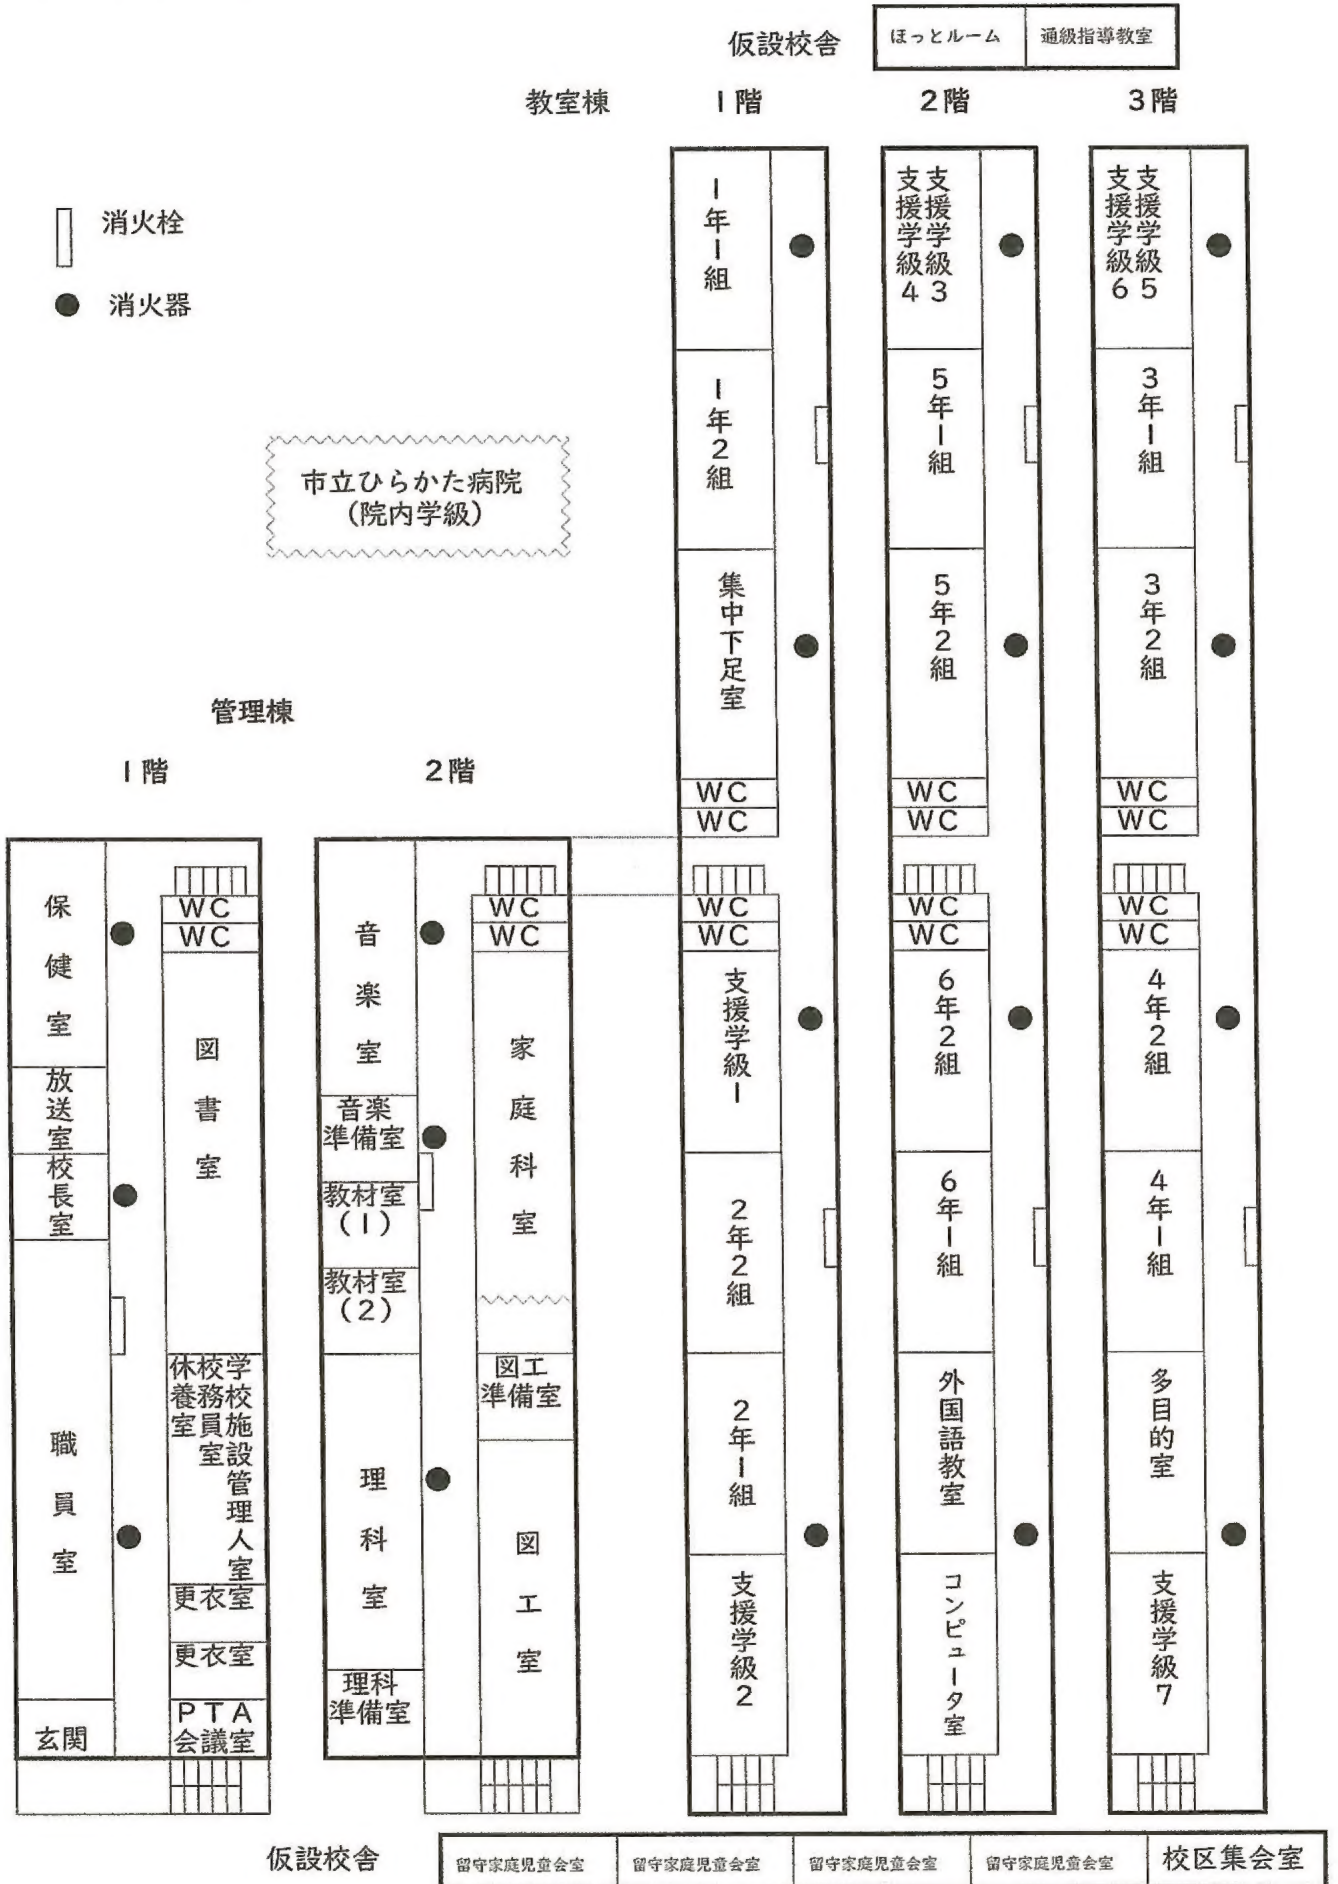 仮設校舎
ほっとルーム
通級指導教室
教室棟
1階
2階
3階
消火栓
消火器
市立ひらかた病院
(院内学級)
1年1組
1年2組
集中下足室
WC
WC
WC
WC
支援学級1
2年2組
2年1組
支援学級2
支援学級3
支援学級4
5年1組
5年2組
WC
WC
WC
WC
6年2組
6年1組
外国語教室
コンピュータ室
支援学級5
支援学級6
3年1組
3年2組
WC
WC
WC
WC
4年2組
4年1組
多目的室
支援学級7
管理棟
1階
2階
保健室
放送室
校長室
職員室
玄関
WC
WC
図書室
学校施設管理人室
校務員室
休養室
更衣室
更衣室
PTA
会議室
音楽室
音楽
準備室
教材室
(1)
教材室
(2)
理科室
理科
準備室
WC
WC
家庭科室
図工
準備室
図工室
仮設校舎
留守家庭児童会室
留守家庭児童会室
留守家庭児童会室
留守家庭児童会室
校区集会室